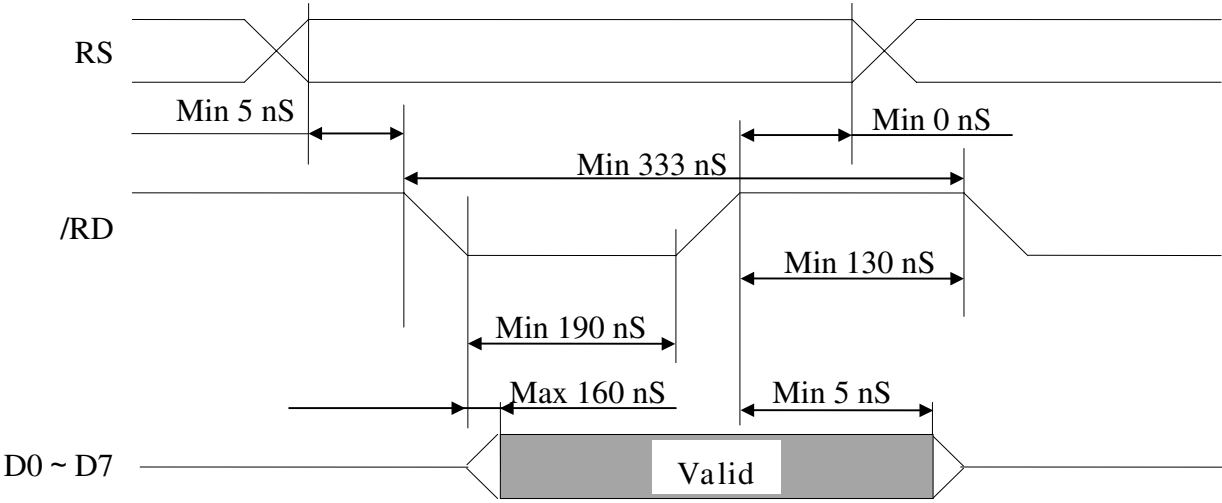 RS
Min 5 nS
Min 0 nS
Min 333 nS
/RD
Min 130 nS
Min 190 nS
Max 160 nS
Min 5 nS
D0 ~ D7
Valid